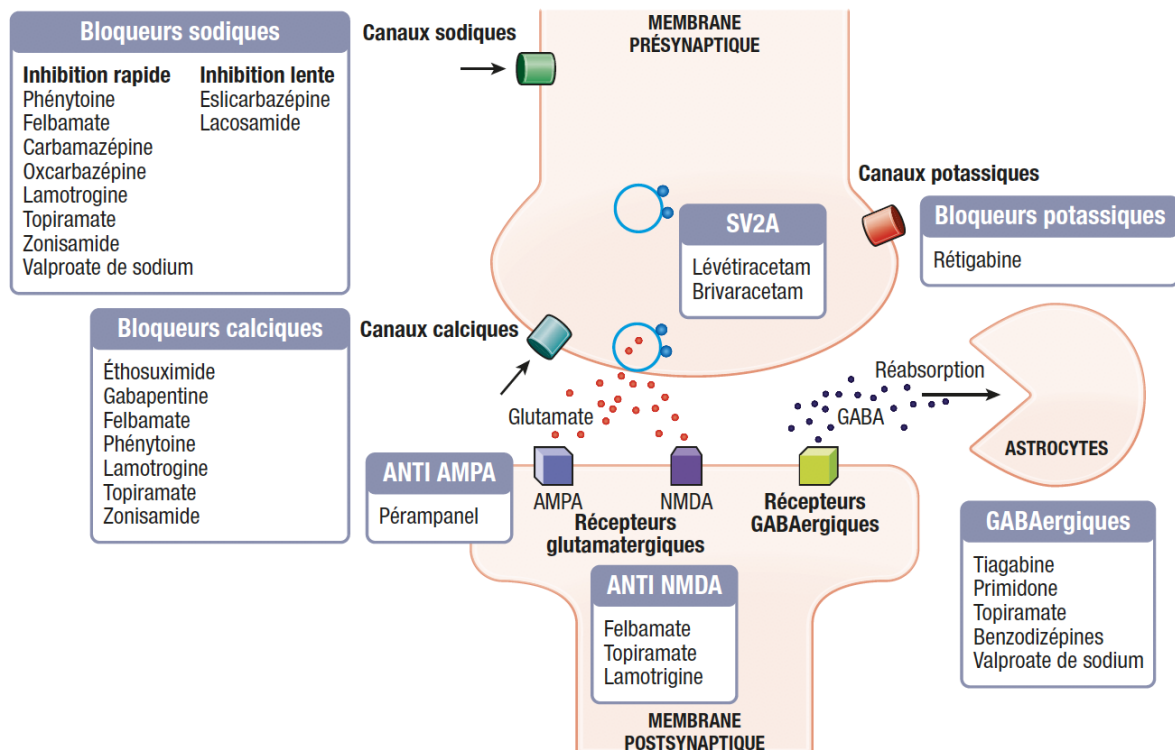 Bloqueurs sodiques
Inhibition rapide
Phénytoine
Felbamate
Carbamazépine
Oxcarbazépine
Lamotrogine
Topiramate
Zonisamide
Valproate de sodium
Inhibition lente
Eslicarbazépine
Lacosamide
Canaux sodiques
MEMBRANE
PRÉSYNAPTIQUE
Canaux potassiques
Bloqueurs potassiques
Rétigabine
SV2A
Lévétiracetam
Brivaracetam
Bloqueurs calciques
Éthosuximide
Gabapentine
Felbamate
Phénytoine
Lamotrogine
Topiramate
Zonisamide
Canaux calciques
Glutamate
GABA
Réabsorption
ASTROCYTES
ANTI AMPA
Pérampanel
AMPA
NMDA
Récepteurs
glutamatergiques
Récepteurs
GABAergiques
ANTI NMDA
Felbamate
Topiramate
Lamotrigine
GABAergiques
Tiagabine
Primidone
Topiramate
Benzodizépines
Valproate de sodium
MEMBRANE
POSTSYNAPTIQUE